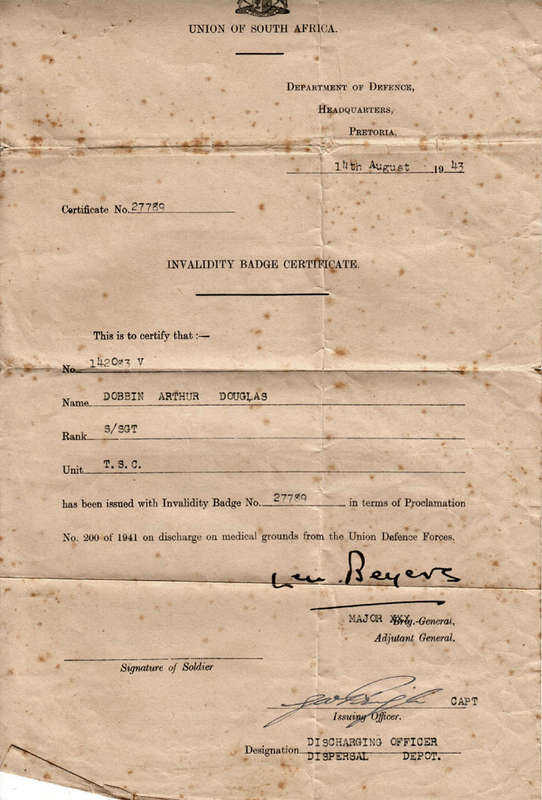 UNION OF SOUTH AFRICA.
DEPARTMENT OF DEFENCE,
HEADQUARTERS,
PRETORIA,
14th August 1943
Certificate No. 27789
INVALIDITY BADGE CERTIFICATE.
This is to certify that :—
No. V
Name DOBBIN ARTHUR DOUGLAS
Rank S/SGT
Unit T.S.C.
has been issued with Invalidity Badge No. 27789 in terms of Proclamation
No. 200 of 1941 on discharge on medical grounds from the Union Defence Forces.
Len Beyers
MAJOR XXX Brig.-General,
Adjutant General.
Signature of Soldier
CAPT
Issuing Officer.
Designation DISCHARGING OFFICER
DISPERSAL DEPOT.